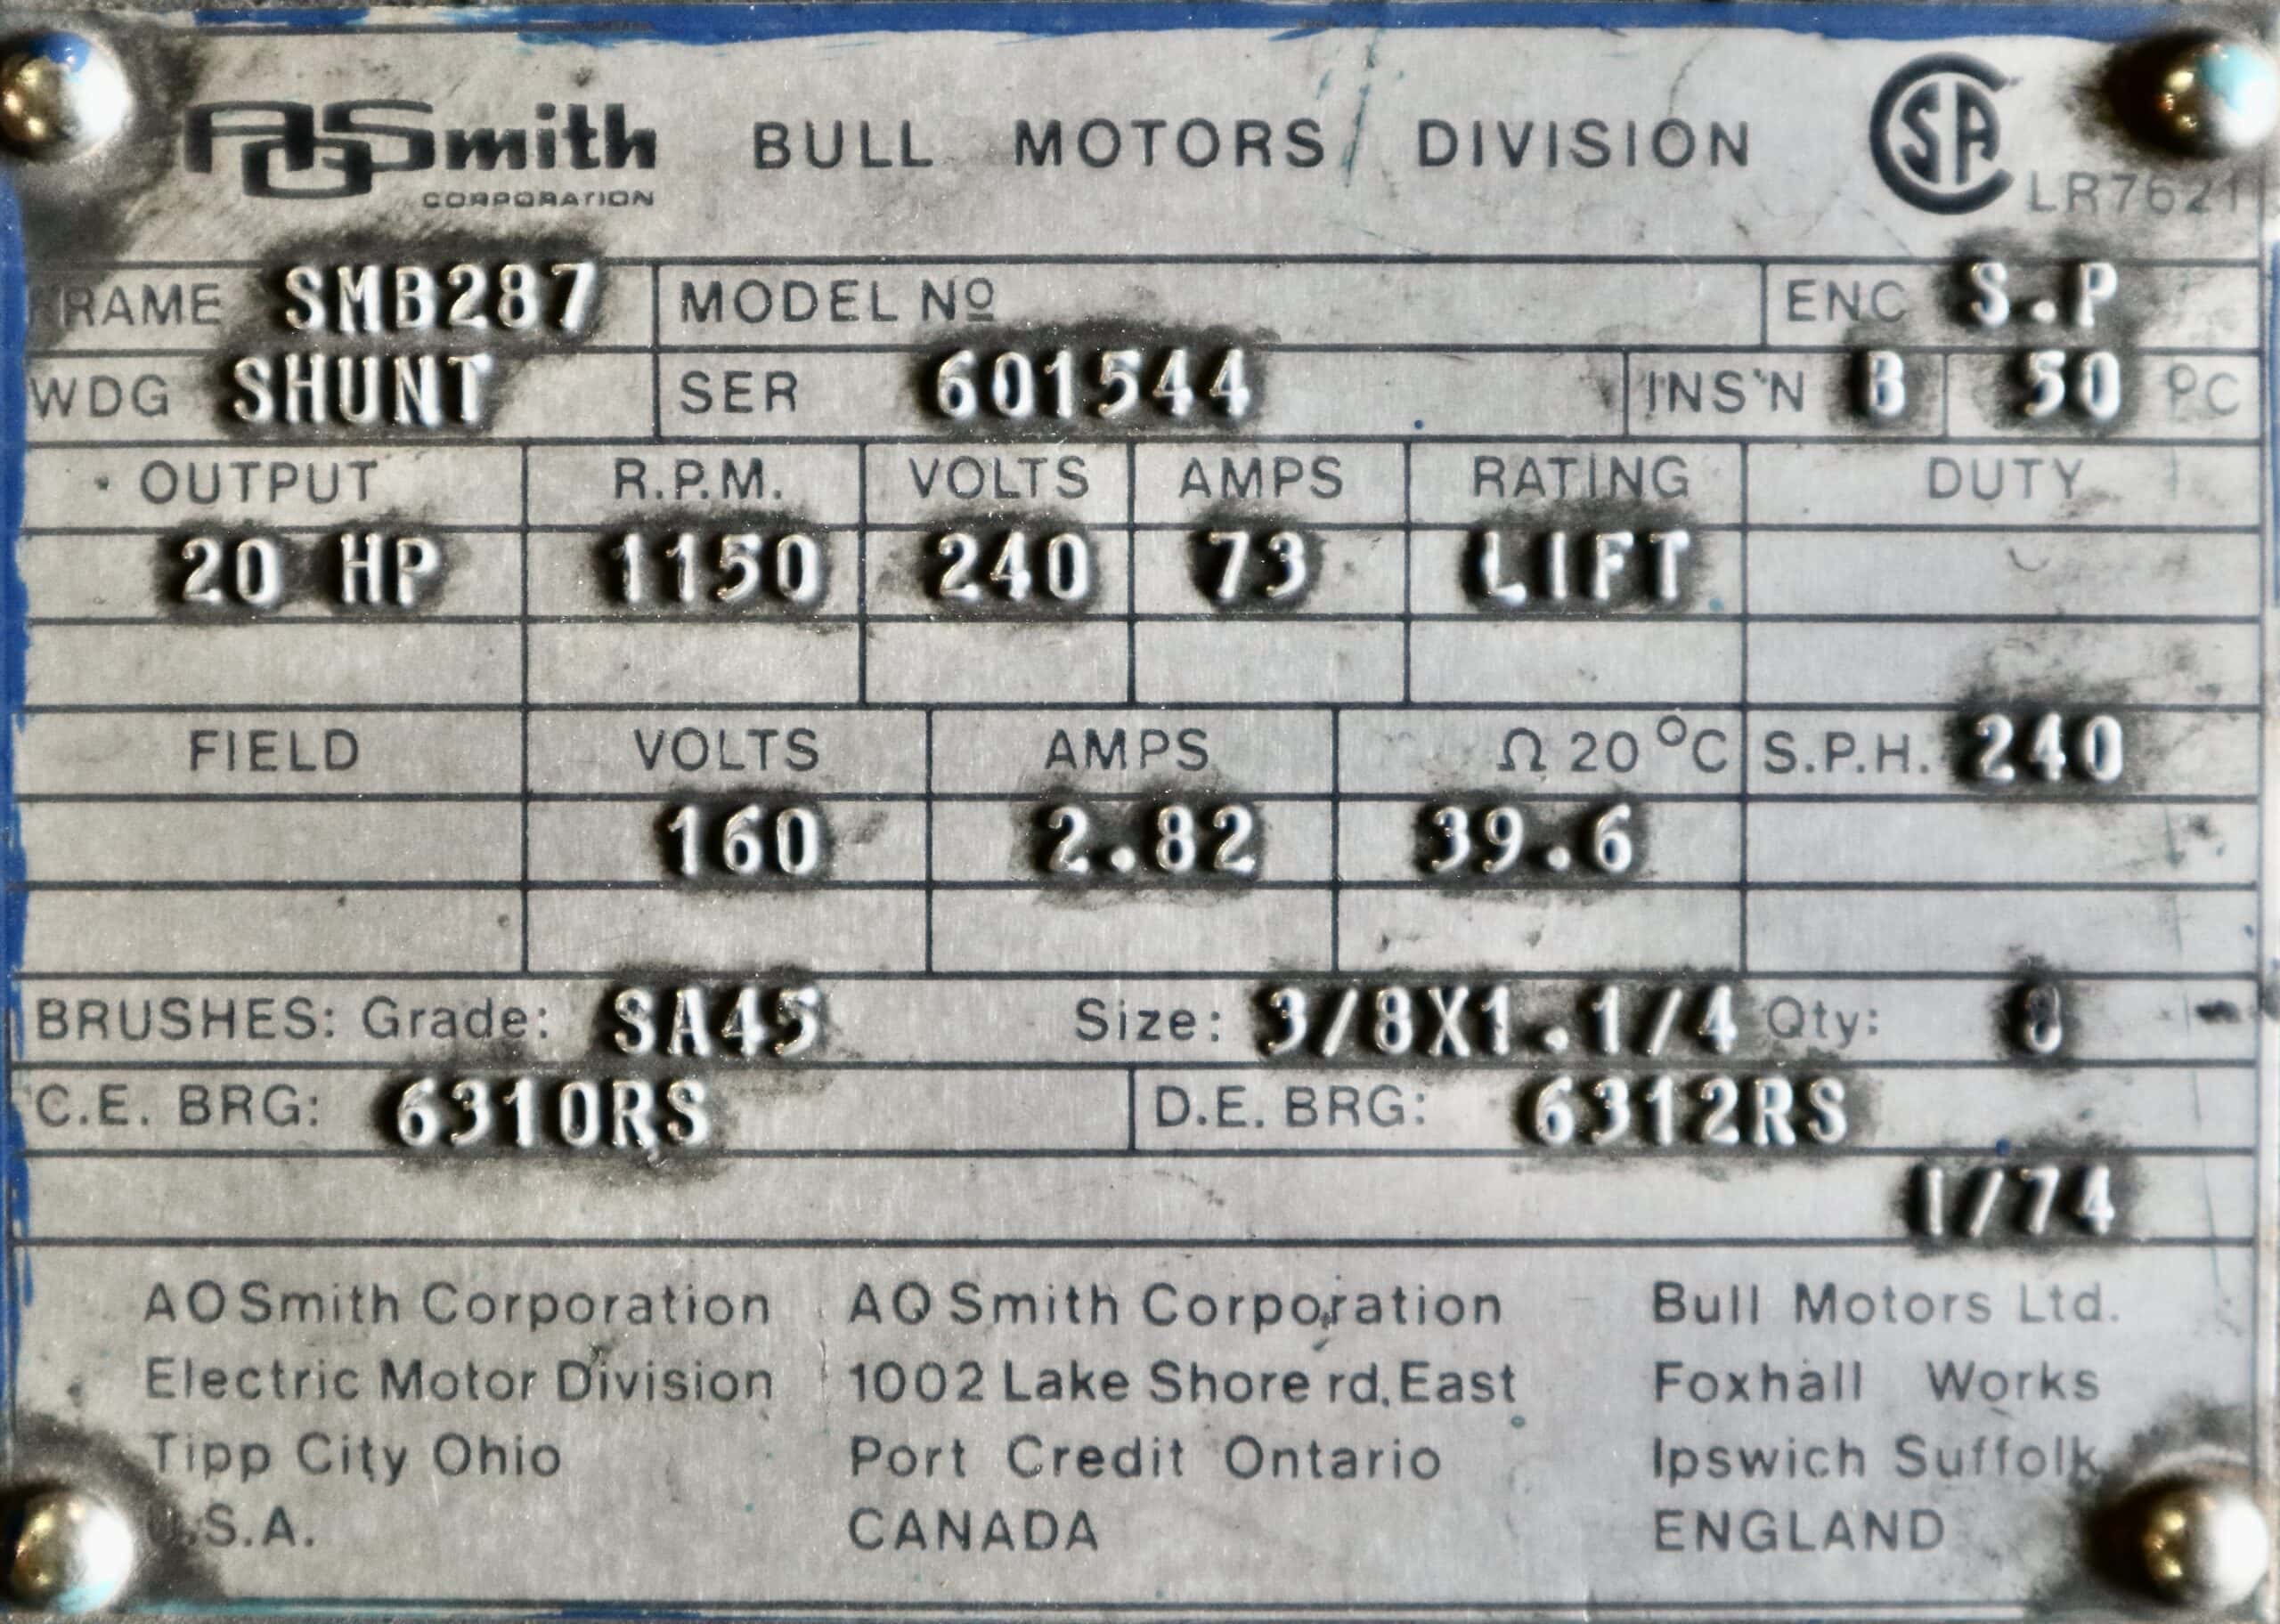 AOSmith BULL MOTORS DIVISION CSA
CORPORATION LR7621
FRAME SMB287 MODEL Nº ENC S.P
WDG SHUNT SER 601544 INS'N B 50 ºC
OUTPUT R.P.M. VOLTS AMPS RATING DUTY
20 HP 1150 240 73 LIFT
FIELD VOLTS AMPS Ω 20 ºC S.P.H. 240
160 2.82 39.6
BRUSHES: Grade: SA45 Size: 3/8X1.1/4 Qty: 8
C.E. BRG: 6310RS D.E. BRG: 6312RS
1/74
AOSmith Corporation
Electric Motor Division
Tipp City Ohio
U.S.A.
AO Smith Corporation
1002 Lake Shore rd, East
Port Credit Ontario
CANADA
Bull Motors Ltd.
Foxhall Works
Ipswich Suffolk
ENGLAND